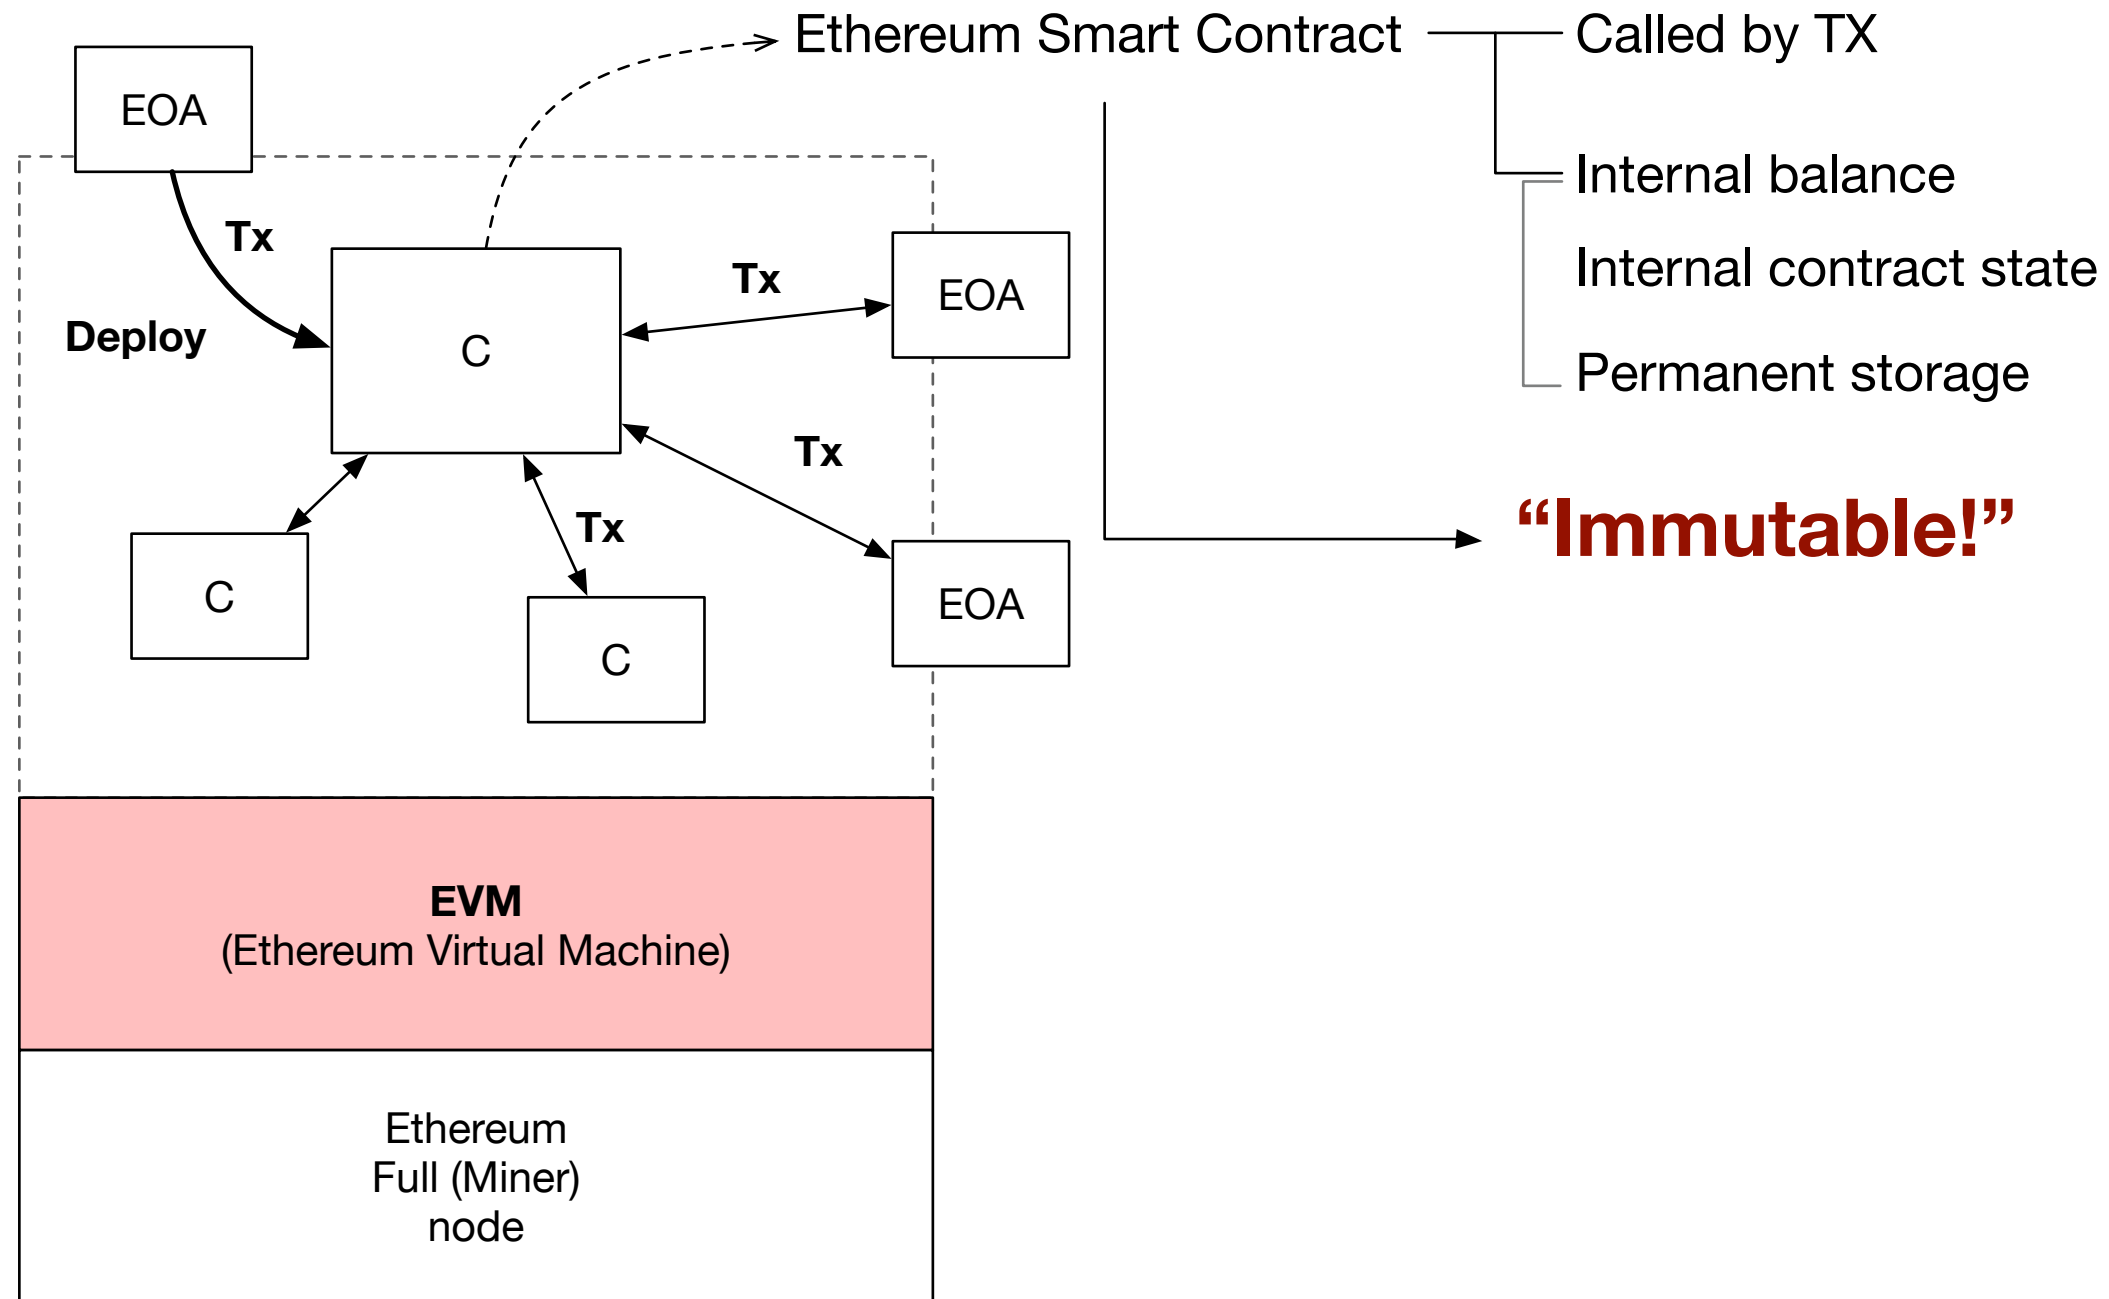 Ethereum Smart Contract
Called by TX
EOA
Internal balance
Tx
Tx
Internal contract state
EOA
Deploy
C
Permanent storage
Tx
“Immutable!”
Tx
C
EOA
C
EVM
(Ethereum Virtual Machine)
Ethereum
Full (Miner)
node